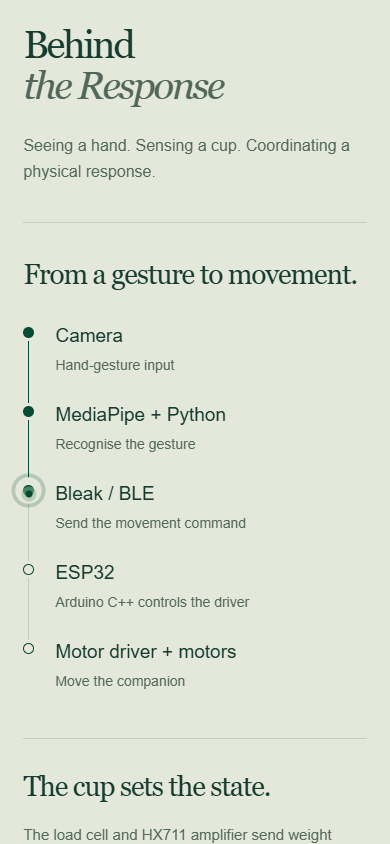 Behind
the Response
Seeing a hand. Sensing a cup. Coordinating a
physical response.
From a gesture to movement.
Camera
Hand-gesture input
MediaPipe + Python
Recognise the gesture
Bleak / BLE
Send the movement command
ESP32
Arduino C++ controls the driver
Motor driver + motors
Move the companion
The cup sets the state.
The load cell and HX711 amplifier send weight